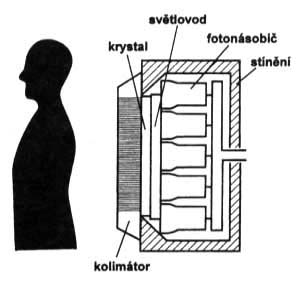 světlovod
fotonásobič
krystal
stínění
kolimátor